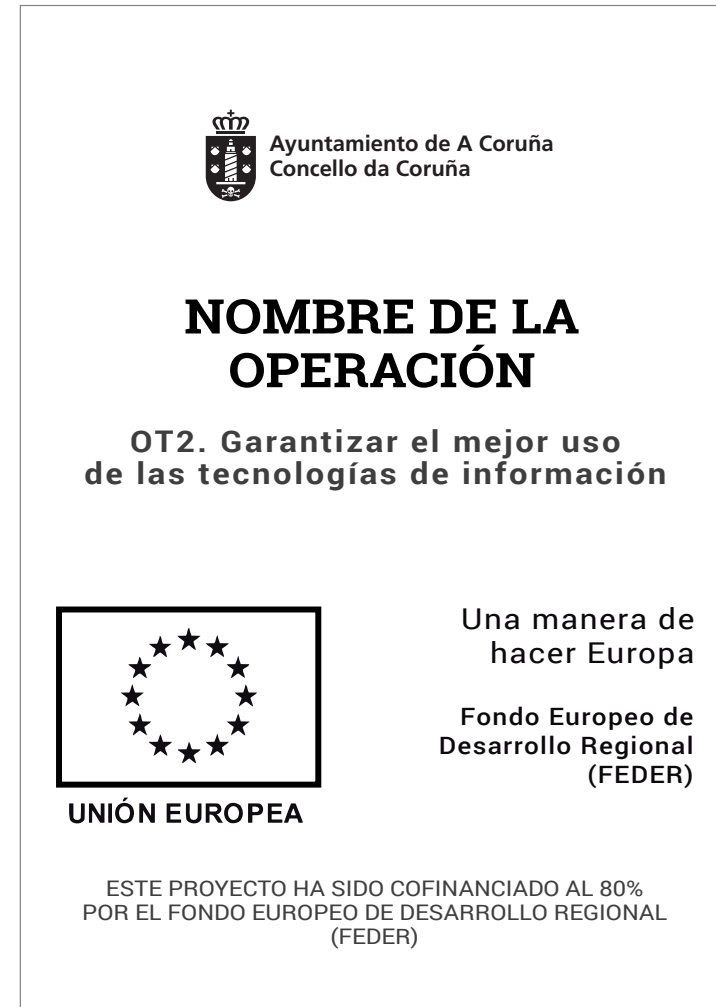 Ayuntamiento de A Coruña
Concello da Coruña
NOMBRE DE LA
OPERACIÓN
OT2. Garantizar el mejor uso
de las tecnologías de información
Una manera de
hacer Europa
Fondo Europeo de
Desarrollo Regional
(FEDER)
UNIÓN EUROPEA
ESTE PROYECTO HA SIDO COFINANCIADO AL 80%
POR EL FONDO EUROPEO DE DESARROLLO REGIONAL
(FEDER)